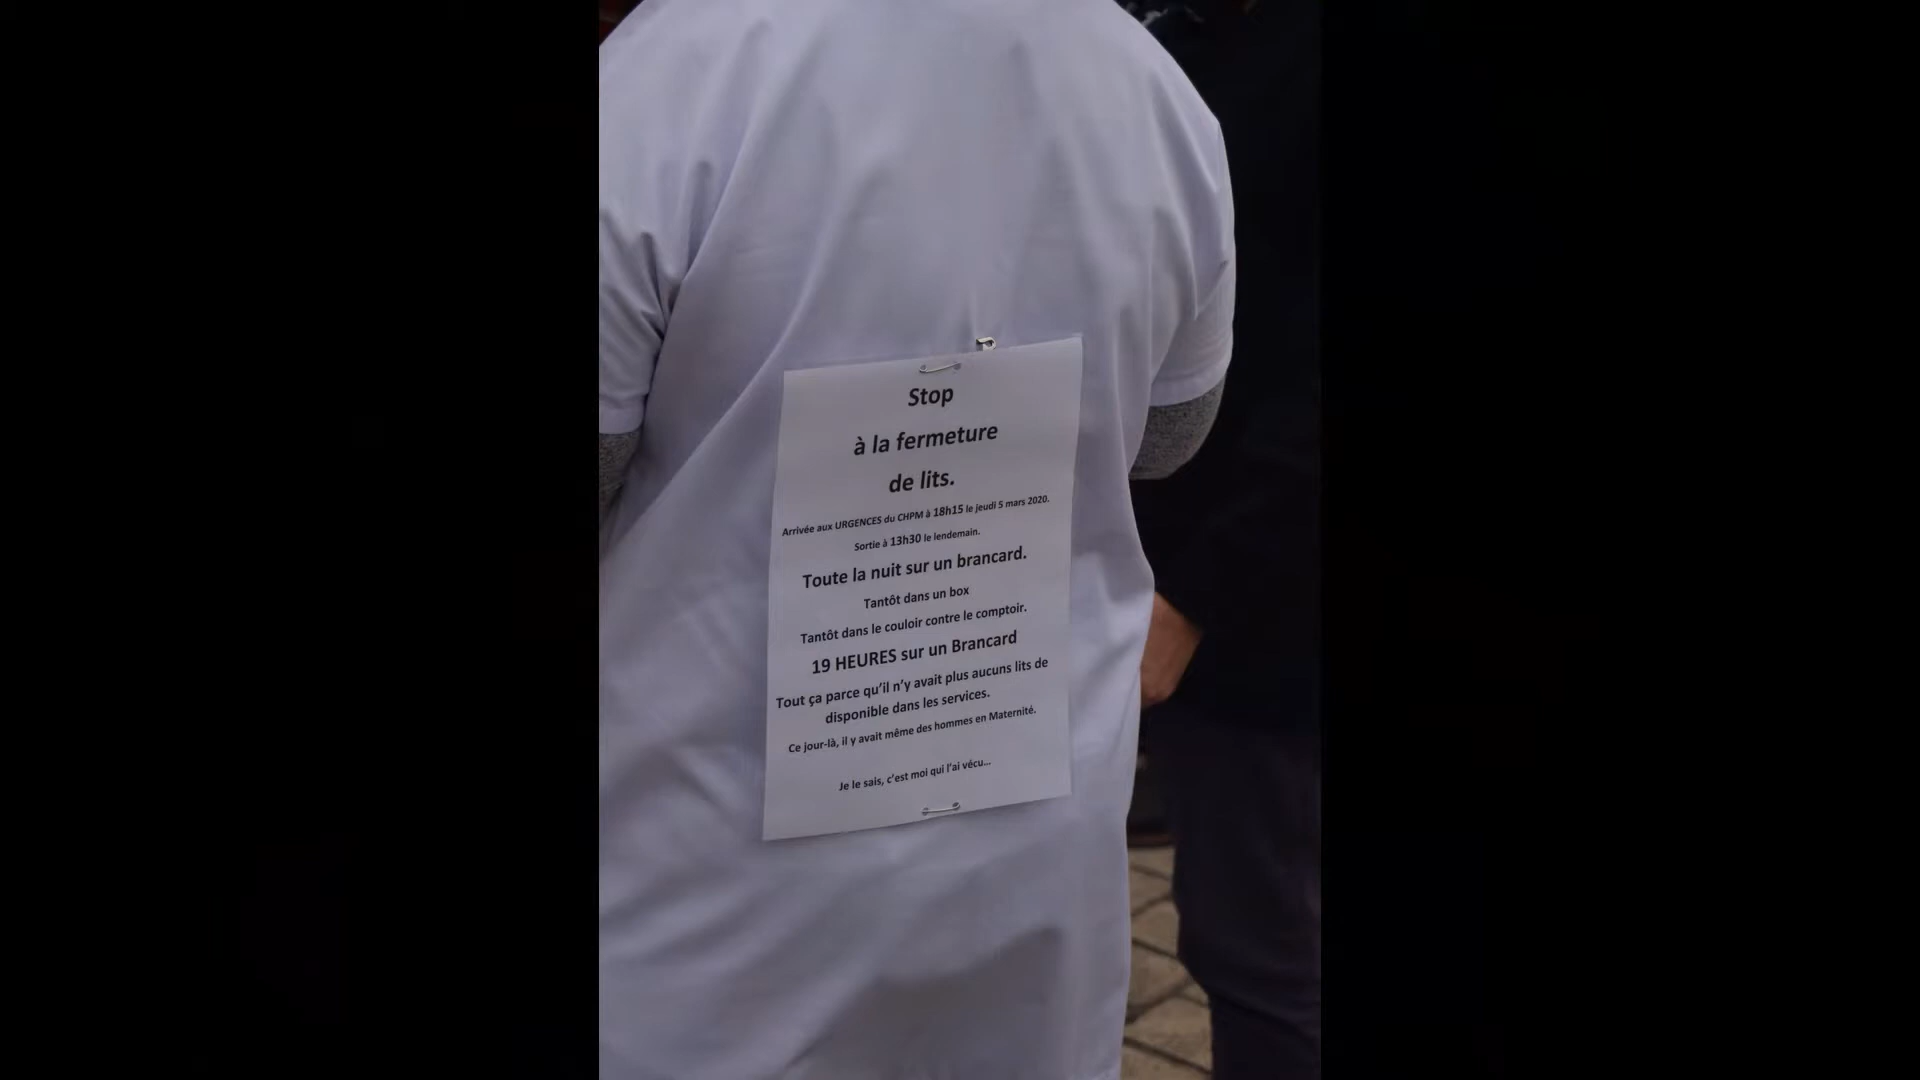 Stop
à la fermeture
de lits.
Arrivée aux URGENCES du CHPM à 18h15 le jeudi 5 mars 2020.
Sortie à 13h30 le lendemain.
Toute la nuit sur un brancard.
Tantôt dans un box
Tantôt dans le couloir contre le comptoir.
19 HEURES sur un Brancard
Tout ça parce qu'il n'y avait plus aucuns lits de
disponible dans les services.
Ce jour-là, il y avait même des hommes en Maternité.
Je le sais, c'est moi qui l'ai vécu…